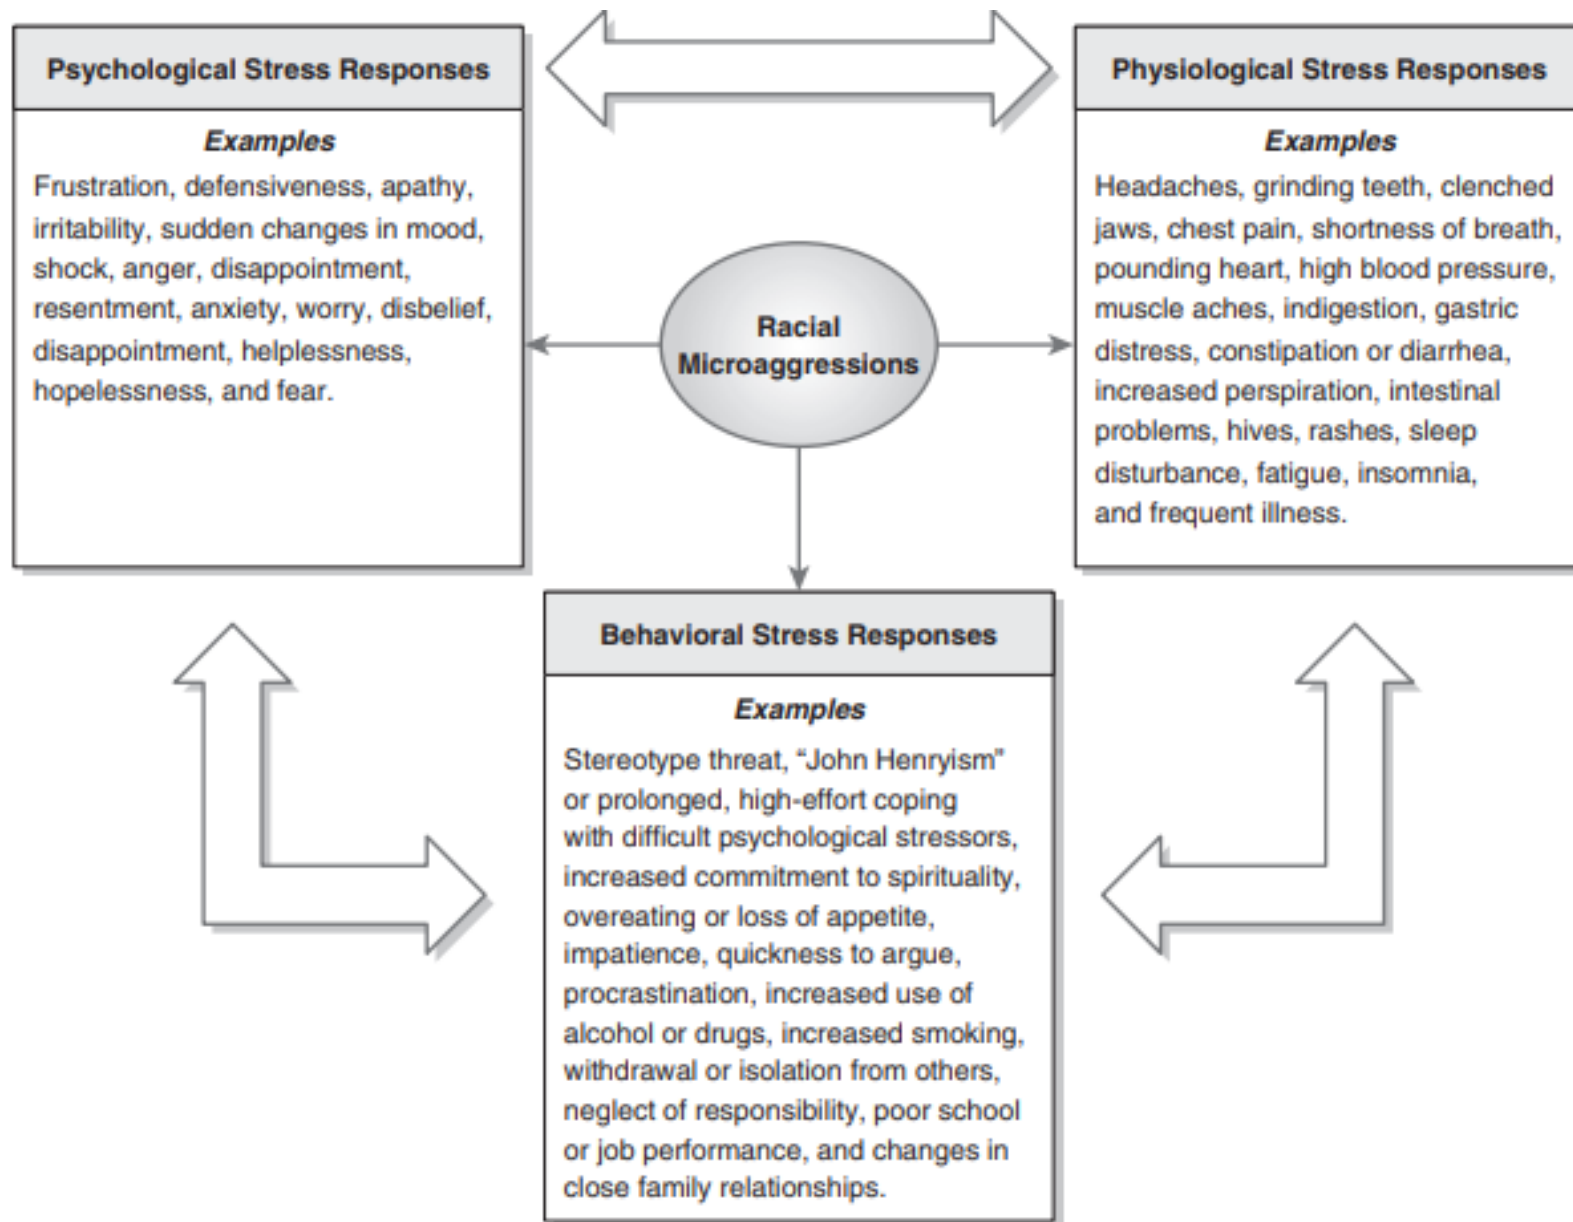 Psychological Stress Responses
Examples
Frustration, defensiveness, apathy,
irritability, sudden changes in mood,
shock, anger, disappointment,
resentment, anxiety, worry, disbelief,
disappointment, helplessness,
hopelessness, and fear.
Physiological Stress Responses
Examples
Headaches, grinding teeth, clenched
jaws, chest pain, shortness of breath,
pounding heart, high blood pressure,
muscle aches, indigestion, gastric
distress, constipation or diarrhea,
increased perspiration, intestinal
problems, hives, rashes, sleep
disturbance, fatigue, insomnia,
and frequent illness.
Racial
Microaggressions
Behavioral Stress Responses
Examples
Stereotype threat, “John Henryism”
or prolonged, high-effort coping
with difficult psychological stressors,
increased commitment to spirituality,
overeating or loss of appetite,
impatience, quickness to argue,
procrastination, increased use of
alcohol or drugs, increased smoking,
withdrawal or isolation from others,
neglect of responsibility, poor school
or job performance, and changes in
close family relationships.